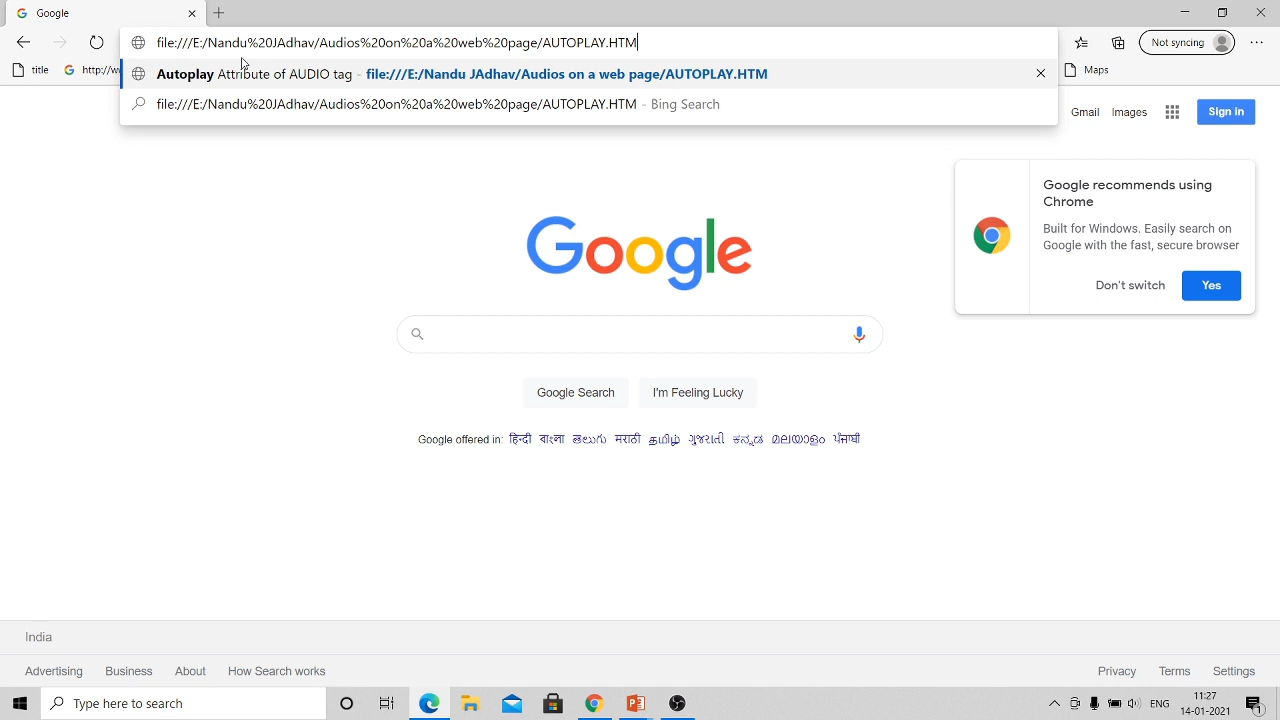 Google
file:///E:/Nandu%20JAdhav/Audios%20on%20a%20web%20page/AUTOPLAY.HTM
Not syncing
title
http://w
Autoplay Attribute of AUDIO tag - file:///E:/Nandu JAdhav/Audios on a web page/AUTOPLAY.HTM
Maps
file:///E:/Nandu%20JAdhav/Audios%20on%20a%20web%20page/AUTOPLAY.HTM - Bing Search
Gmail Images Sign in
Google recommends using
Chrome
Built for Windows. Easily search on
Google with the fast, secure browser
Don't switch Yes
Google
Google Search I'm Feeling Lucky
Google offered in: हिन्दी বাংলা తెలుగు मराठी தமிழ் ગુજરાતી ಕನ್ನಡ മലയാളം ਪੰਜਾਬੀ
India
Advertising Business About How Search works Privacy Terms Settings
Type here to search
ENG
11:27
14-01-2021
1